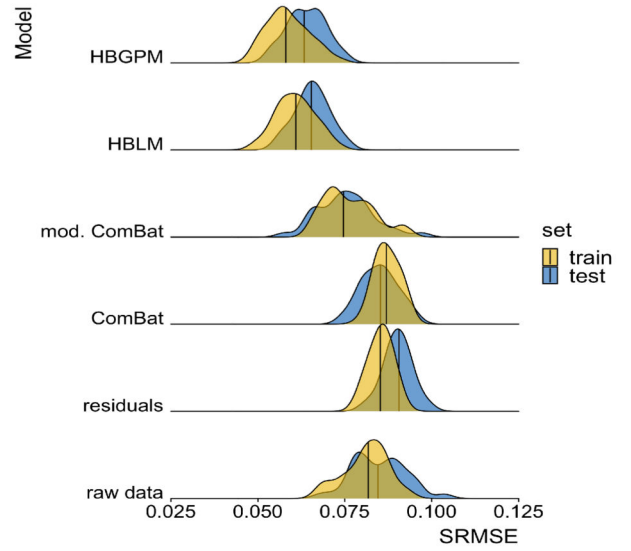 Model
HBGPM
HBLM
mod. ComBat
ComBat
residuals
raw data
set
train
test
0.025 0.050 0.075 0.100 0.125
SRMSE